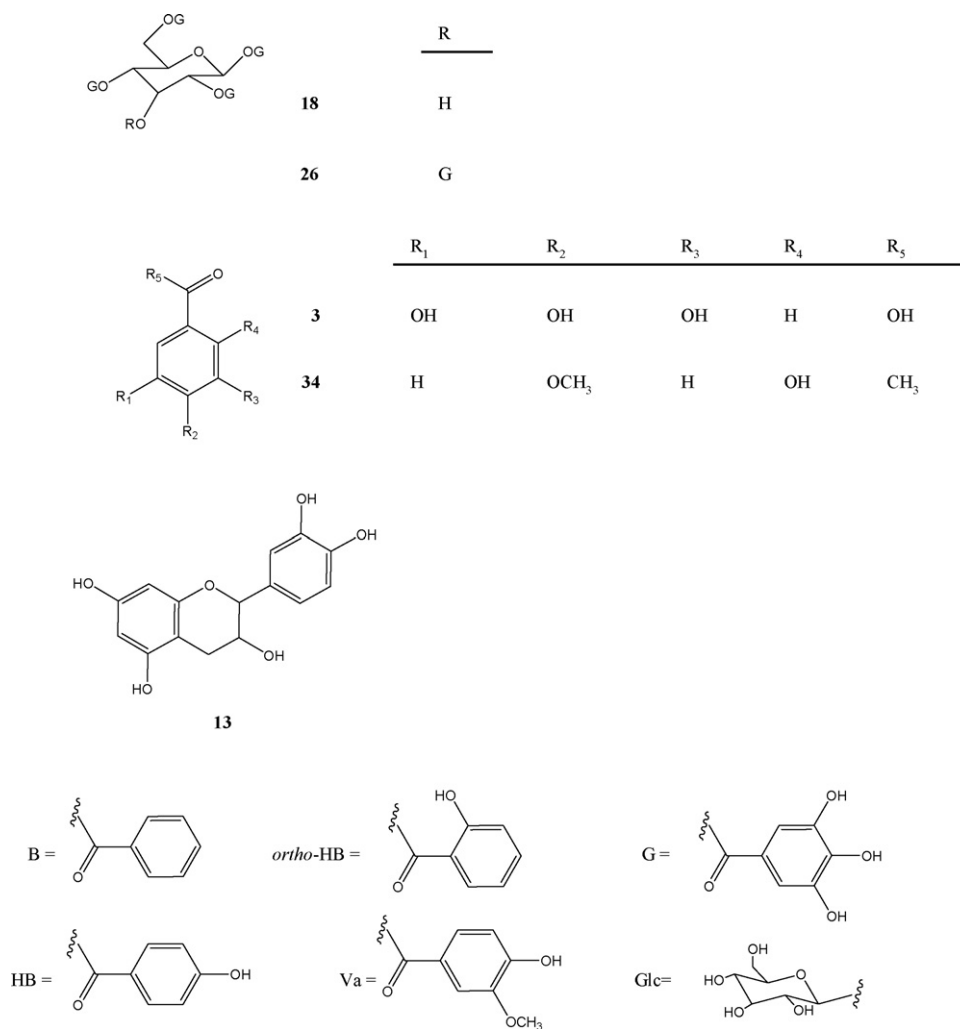 OG
O
OG
GO
OG
RO
R
18 H
26 G
R1 R2 R3 R4 R5
R5 O
R4
R1 R3
R2
3 OH OH OH H OH
34 H OCH3 H OH CH3
OH
OH
HO O
OH
HO
13
B = O
ortho-HB = HO O
G = O OH OH OH
HB = O OH
Va = O OH OCH3
Glc= OH HO O HO OH